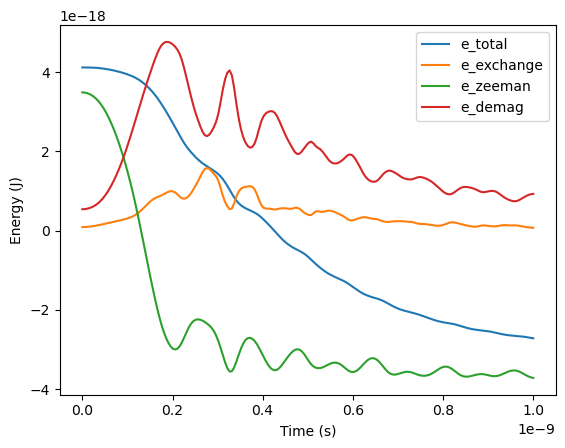 1e−18
e_total
e_exchange
e_zeeman
e_demag
4
2
0
−2
−4
Energy (J)
0.0 0.2 0.4 0.6 0.8 1.0
Time (s)
1e−9